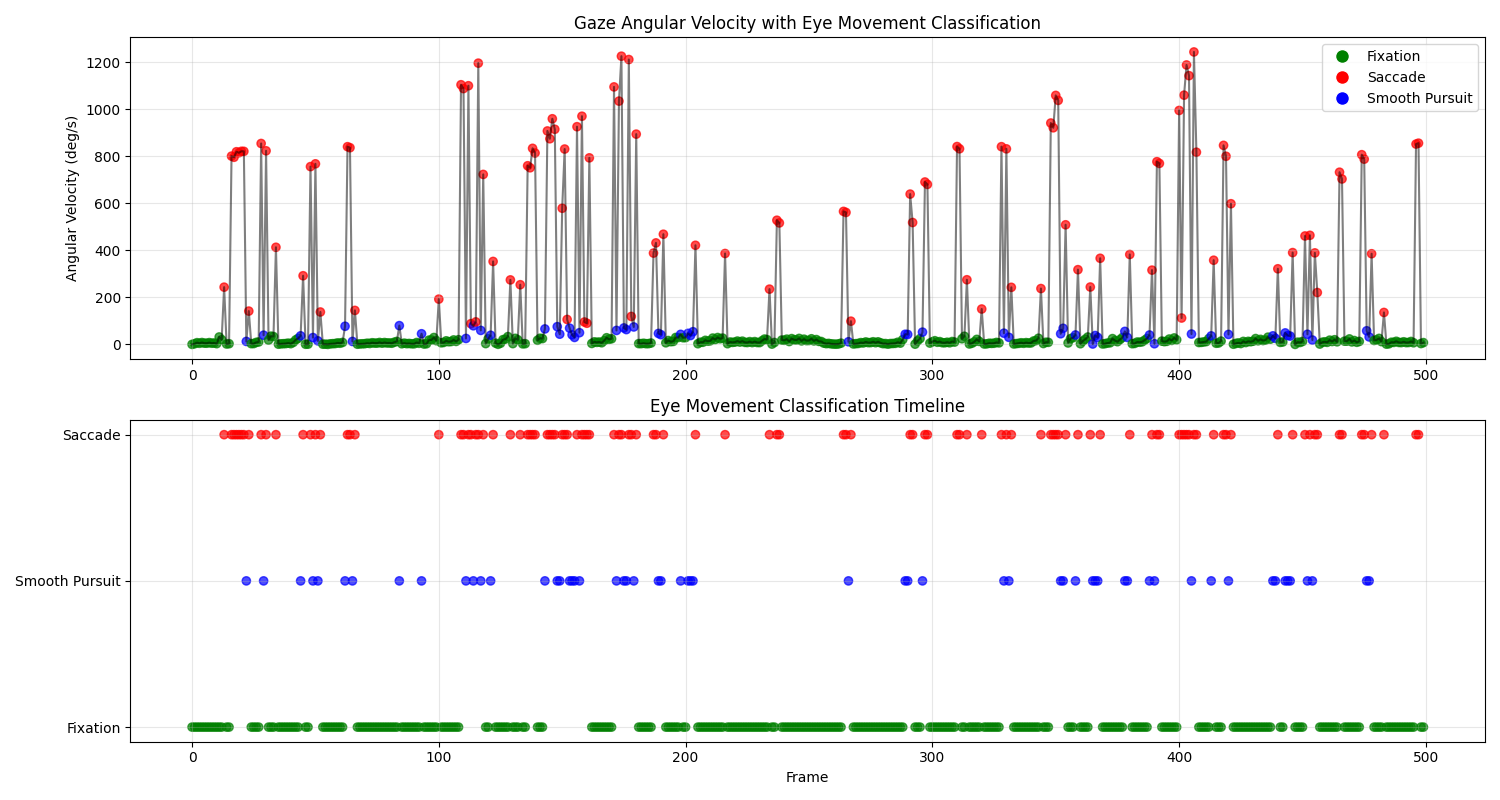 Gaze Angular Velocity with Eye Movement Classification
Angular Velocity (deg/s)
1200
1000
800
600
400
200
0
Fixation
Saccade
Smooth Pursuit
0 100 200 300 400 500
Eye Movement Classification Timeline
Saccade
Smooth Pursuit
Fixation
0 100 200 300 400 500
Frame